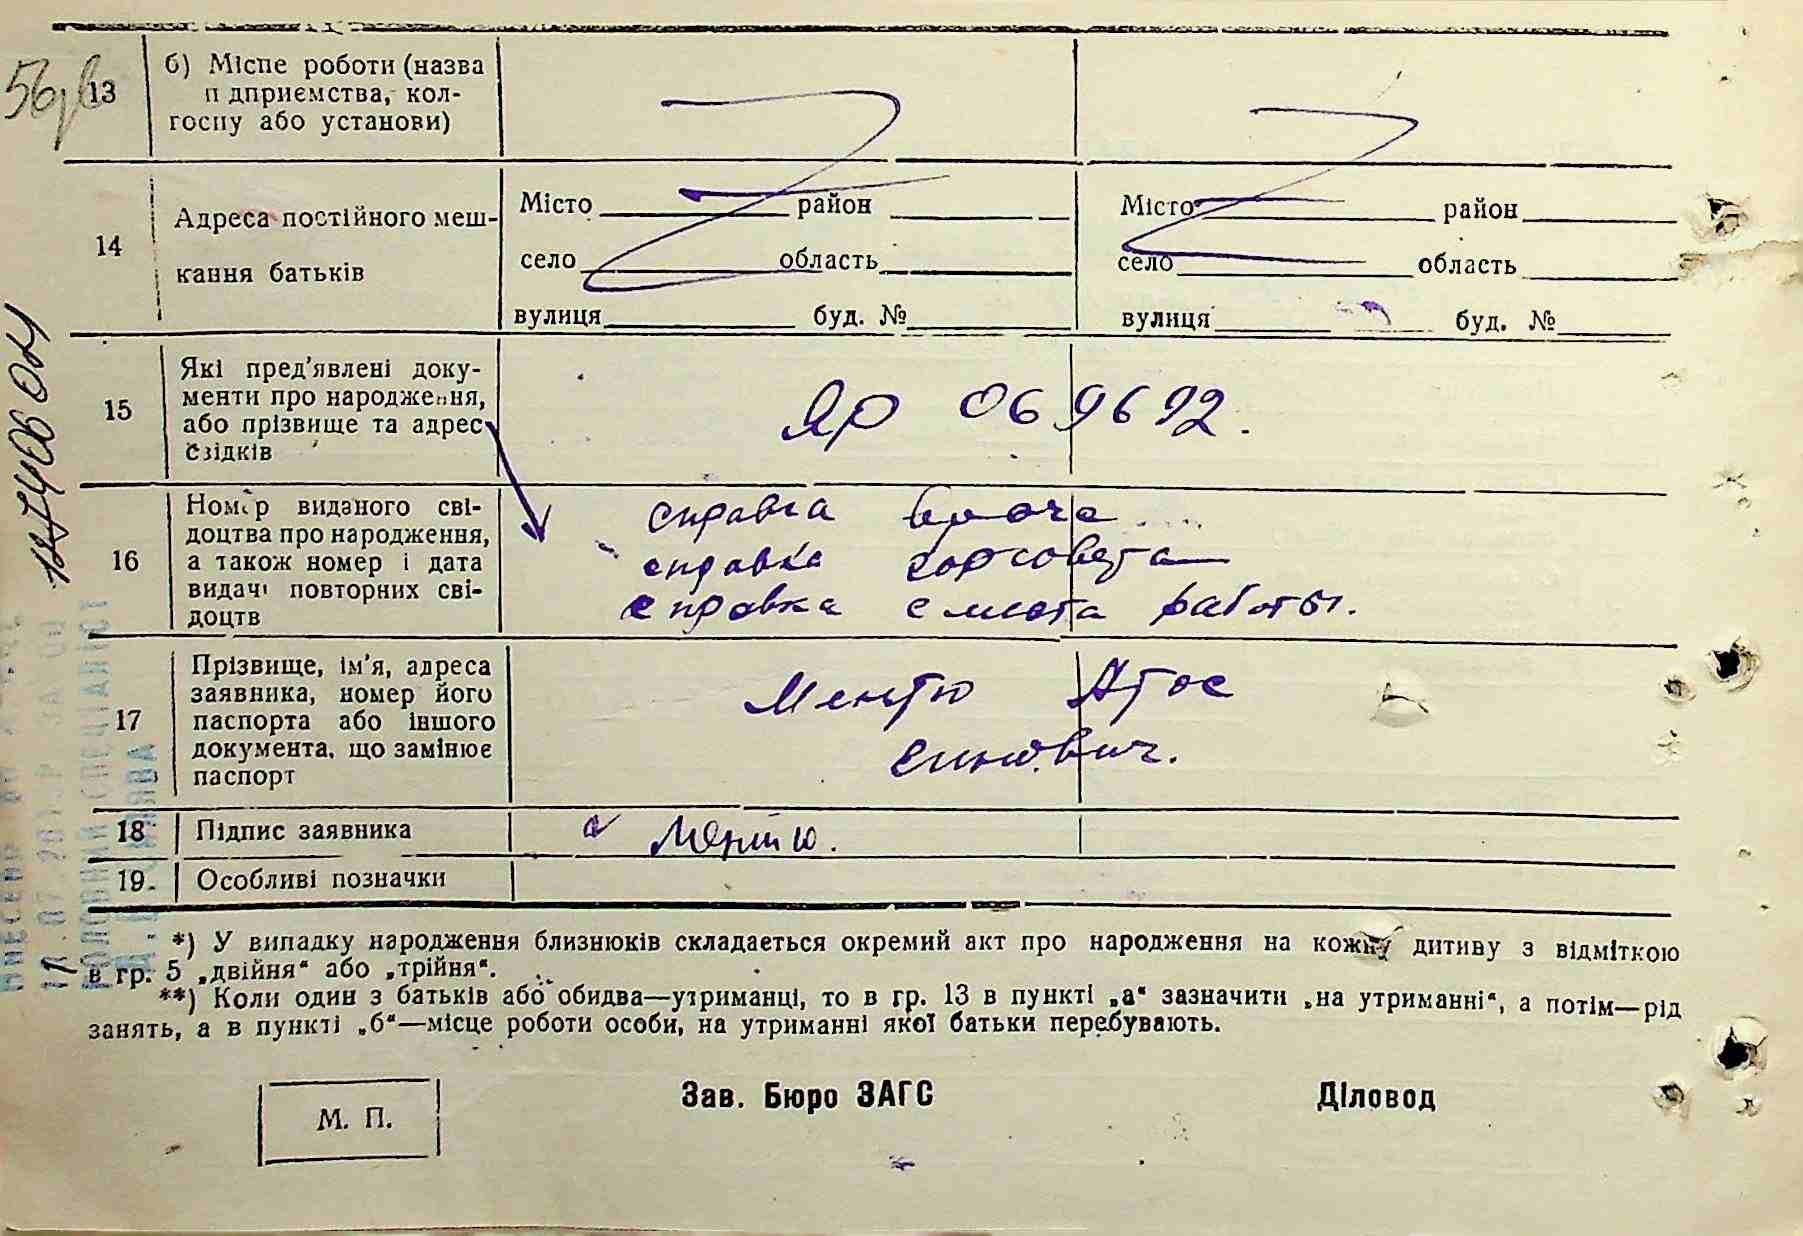 13 б) Місце роботи (назва
п дприємства, кол-
госпу або установи)
14 Адреса постійного меш-
кання батьків
Місто район
село область
вулиця буд. №
Місто район
село область
вулиця буд. №
15 Які пред'явлені доку-
менти про народження,
або прізвище та адрес
свідків
ЯР 069692.
16 Номер виданого сві-
доцтва про народження,
а також номер і дата
видачі повторних сві-
доцтв
справка врача
справка горсовета
справка с места работы.
17 Прізвище, ім'я, адреса
заявника, номер його
паспорта або іншого
документа, що замінює
паспорт
Ментю
18 Підпис заявника
Ментю.
19. Особливі позначки
*) У випадку народження близнюків складається окремий акт про народження на кожну дитину з відміткою
в гр. 5 „двійня“ або „трійня“.
**) Коли один з батьків або обидва—утриманці, то в гр. 13 в пункті „а“ зазначити „на утриманні“, а потім—рід
занять, а в пункті „б“—місце роботи особи, на утриманні якої батьки перебувають.
М. П.
Зав. Бюро ЗАГС
Діловод